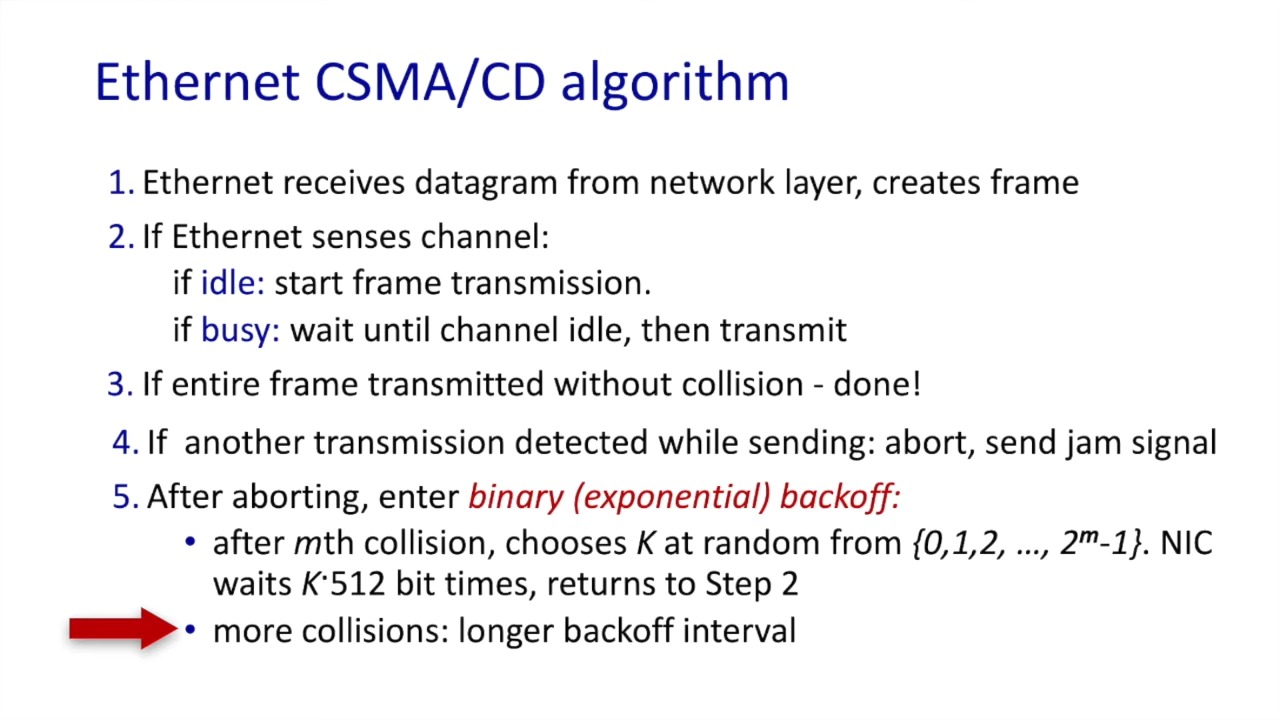 Ethernet CSMA/CD algorithm
1. Ethernet receives datagram from network layer, creates frame
2. If Ethernet senses channel:
if idle: start frame transmission.
if busy: wait until channel idle, then transmit
3. If entire frame transmitted without collision - done!
4. If another transmission detected while sending: abort, send jam signal
5. After aborting, enter binary (exponential) backoff:
• after mth collision, chooses K at random from {0,1,2, …, 2ᵐ-1}. NIC
waits K·512 bit times, returns to Step 2
• more collisions: longer backoff interval